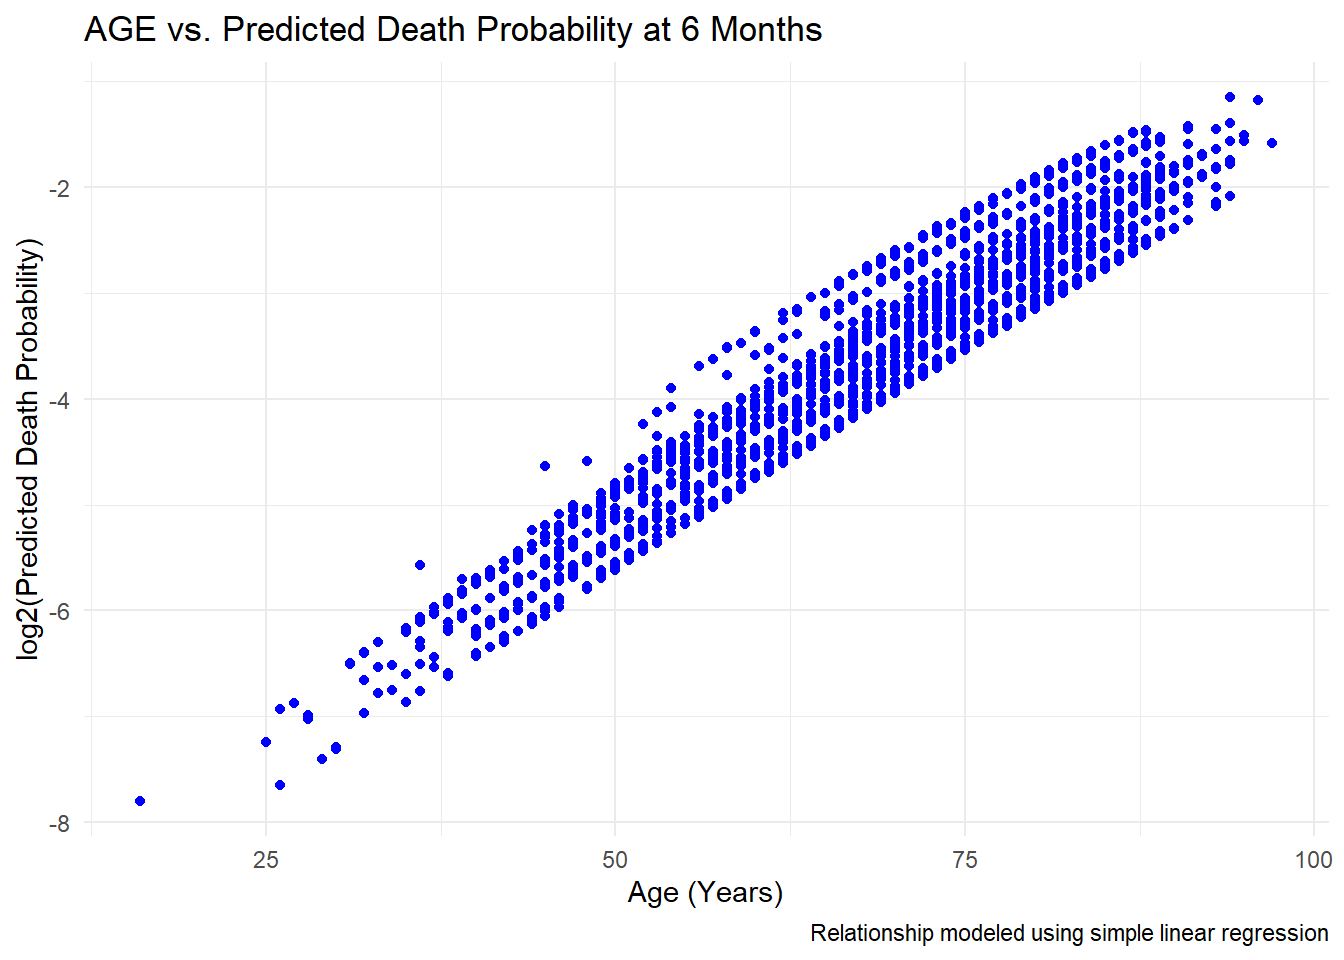 AGE vs. Predicted Death Probability at 6 Months
log2(Predicted Death Probability)
-2
-4
-6
-8
25
50
75
100
Age (Years)
Relationship modeled using simple linear regression